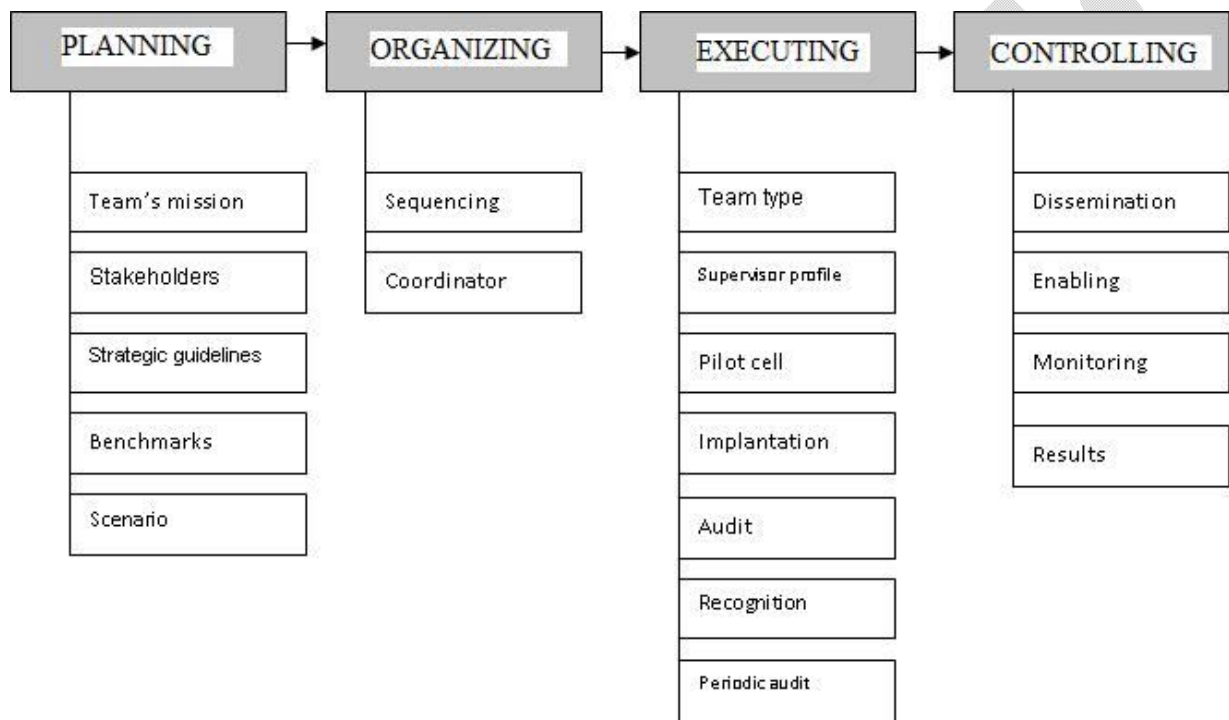 PLANNING
ORGANIZING
EXECUTING
CONTROLLING
Team's mission
Stakeholders
Strategic guidelines
Benchmarks
Scenario
Sequencing
Coordinator
Team type
Supervisor profile
Pilot cell
Implantation
Audit
Recognition
Periodic audit
Dissemination
Enabling
Monitoring
Results